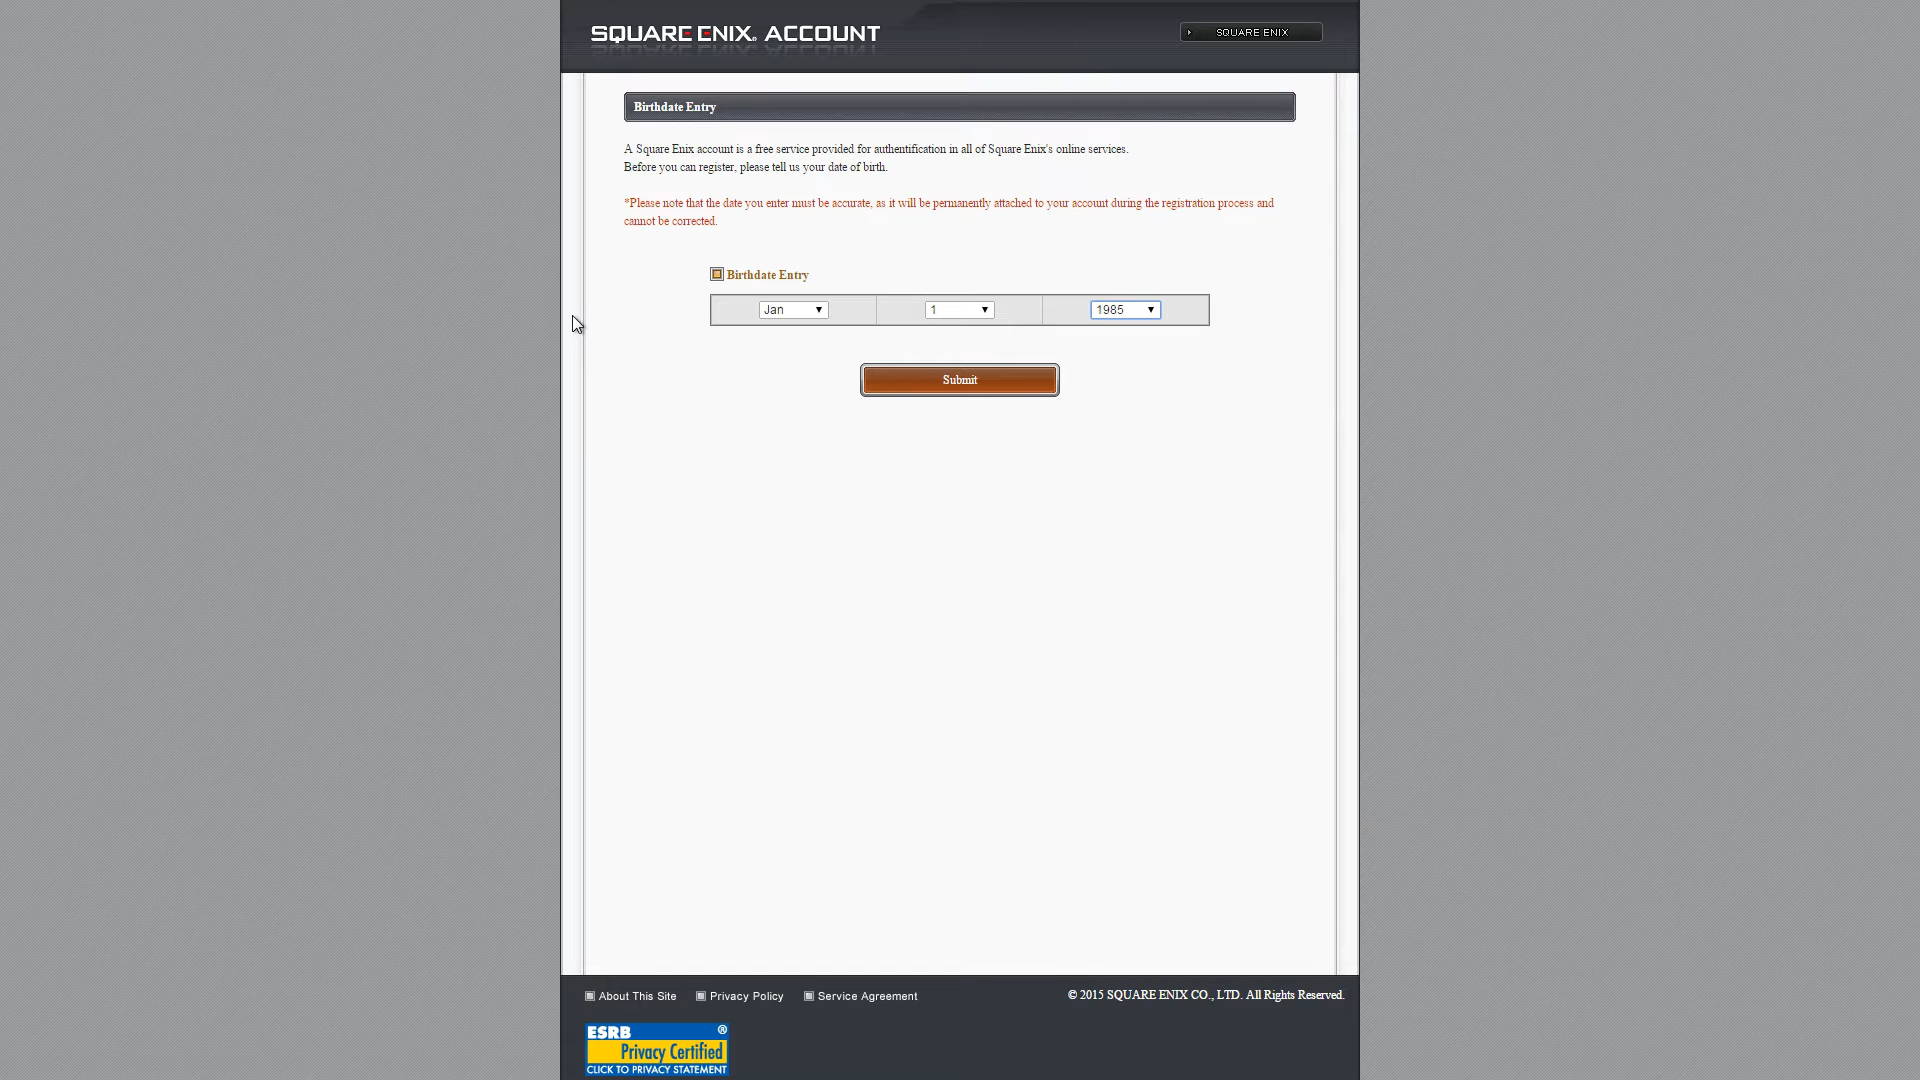 SQUARE ENIX. ACCOUNT
SQUARE ENIX
Birthdate Entry
A Square Enix account is a free service provided for authentification in all of Square Enix's online services.
Before you can register, please tell us your date of birth.
*Please note that the date you enter must be accurate, as it will be permanently attached to your account during the registration process and
cannot be corrected.
Birthdate Entry
Jan 1 1985
Submit
About This Site Privacy Policy Service Agreement © 2015 SQUARE ENIX CO., LTD. All Rights Reserved.
ESRB ®
Privacy Certified
CLICK TO PRIVACY STATEMENT